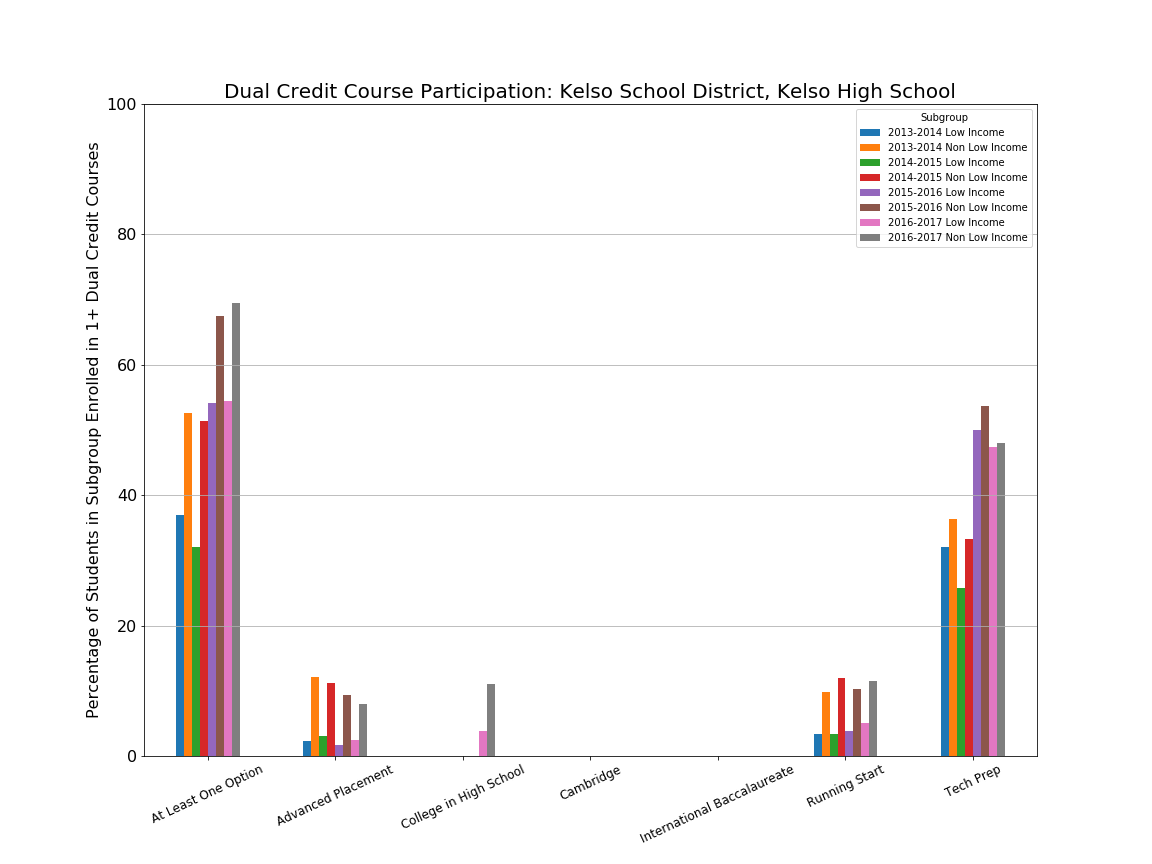 Dual Credit Course Participation: Kelso School District, Kelso High School
Percentage of Students in Subgroup Enrolled in 1+ Dual Credit Courses
100
80
60
40
20
0
Subgroup
2013-2014 Low Income
2013-2014 Non Low Income
2014-2015 Low Income
2014-2015 Non Low Income
2015-2016 Low Income
2015-2016 Non Low Income
2016-2017 Low Income
2016-2017 Non Low Income
At Least One Option
Advanced Placement
College in High School
Cambridge
International Baccalaureate
Running Start
Tech Prep